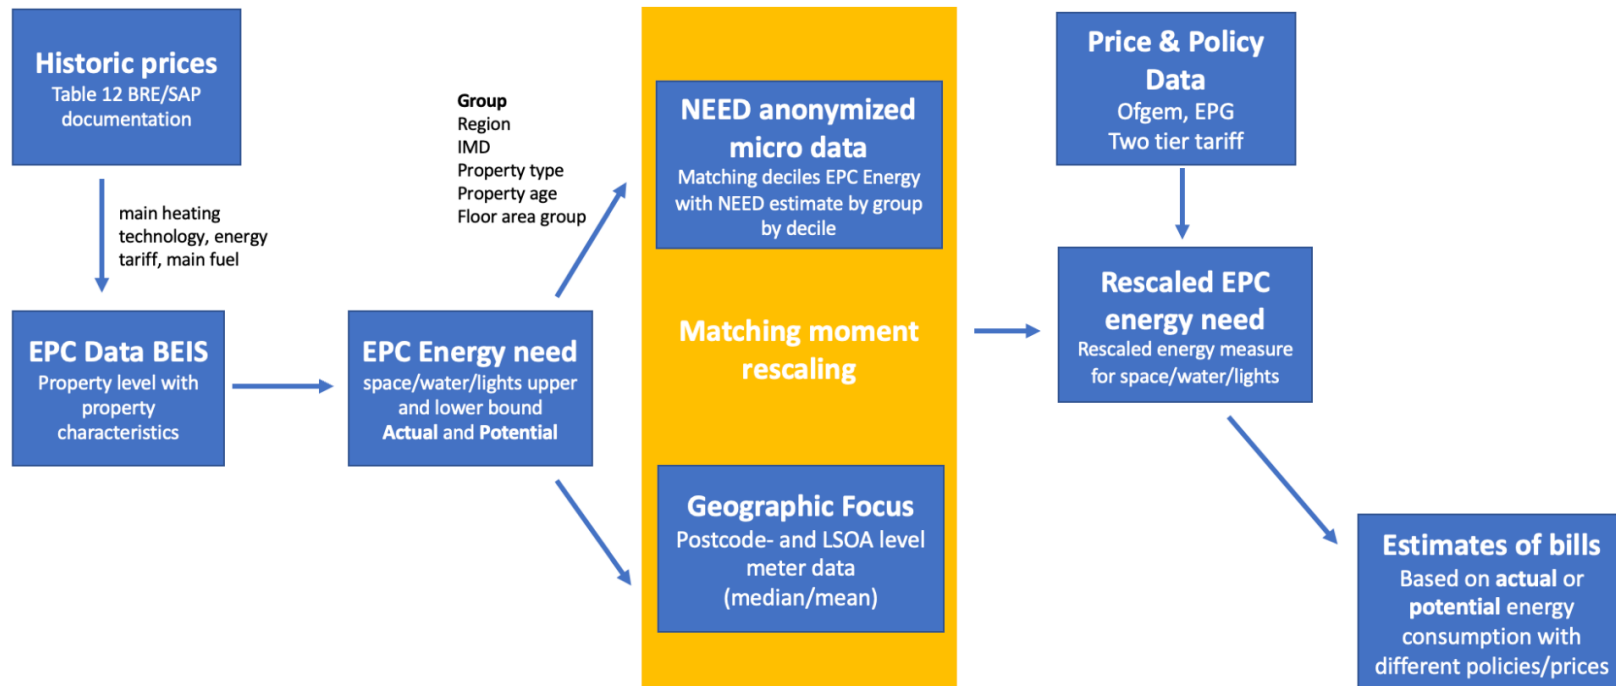 Historic prices
Table 12 BRE/SAP
documentation
main heating
technology, energy
tariff, main fuel
EPC Data BEIS
Property level with
property
characteristics
EPC Energy need
space/water/lights upper
and lower bound
Actual and Potential
Group
Region
IMD
Property type
Property age
Floor area group
NEED anonymized
micro data
Matching deciles EPC Energy
with NEED estimate by group
by decile
Matching moment
rescaling
Geographic Focus
Postcode- and LSOA level
meter data
(median/mean)
Price & Policy
Data
Ofgem, EPG
Two tier tariff
Rescaled EPC
energy need
Rescaled energy measure
for space/water/lights
Estimates of bills
Based on actual or
potential energy
consumption with
different policies/prices